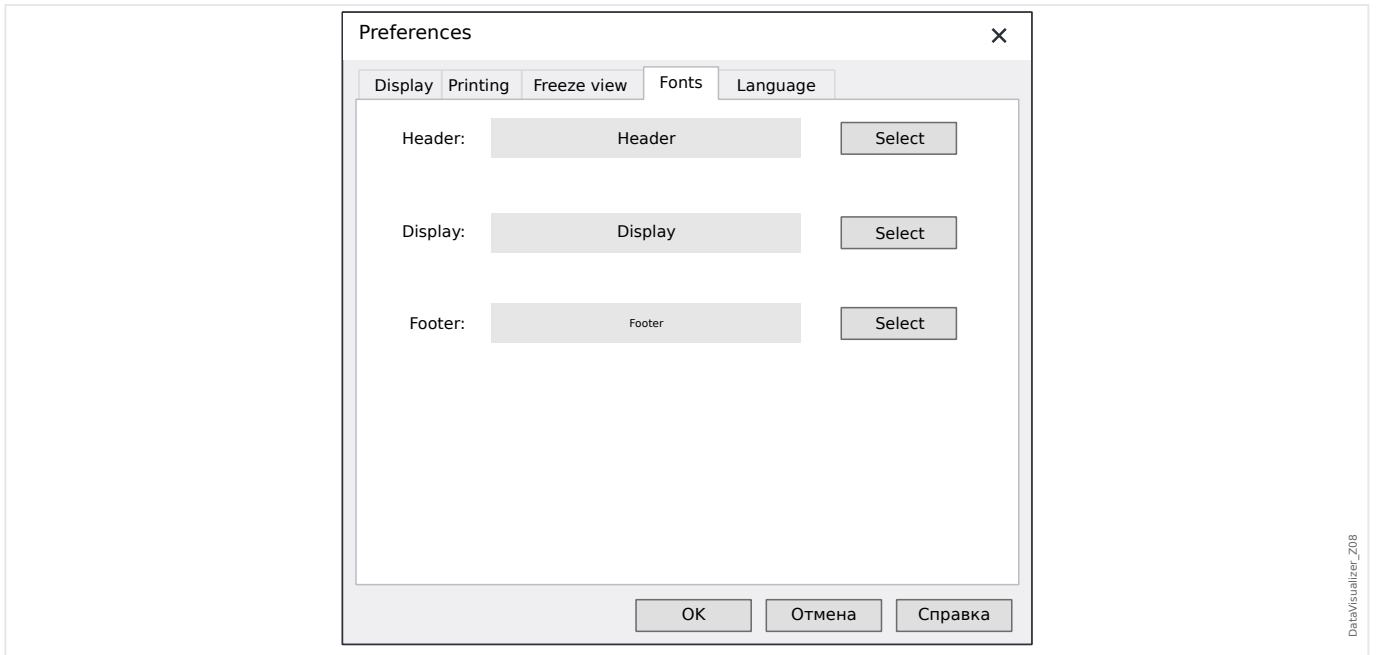 Preferences
Display Printing Freeze view Fonts Language
Header: Header Select
Display: Display Select
Footer: Footer Select
OK Отмена Справка
DataVisualizer_Z08